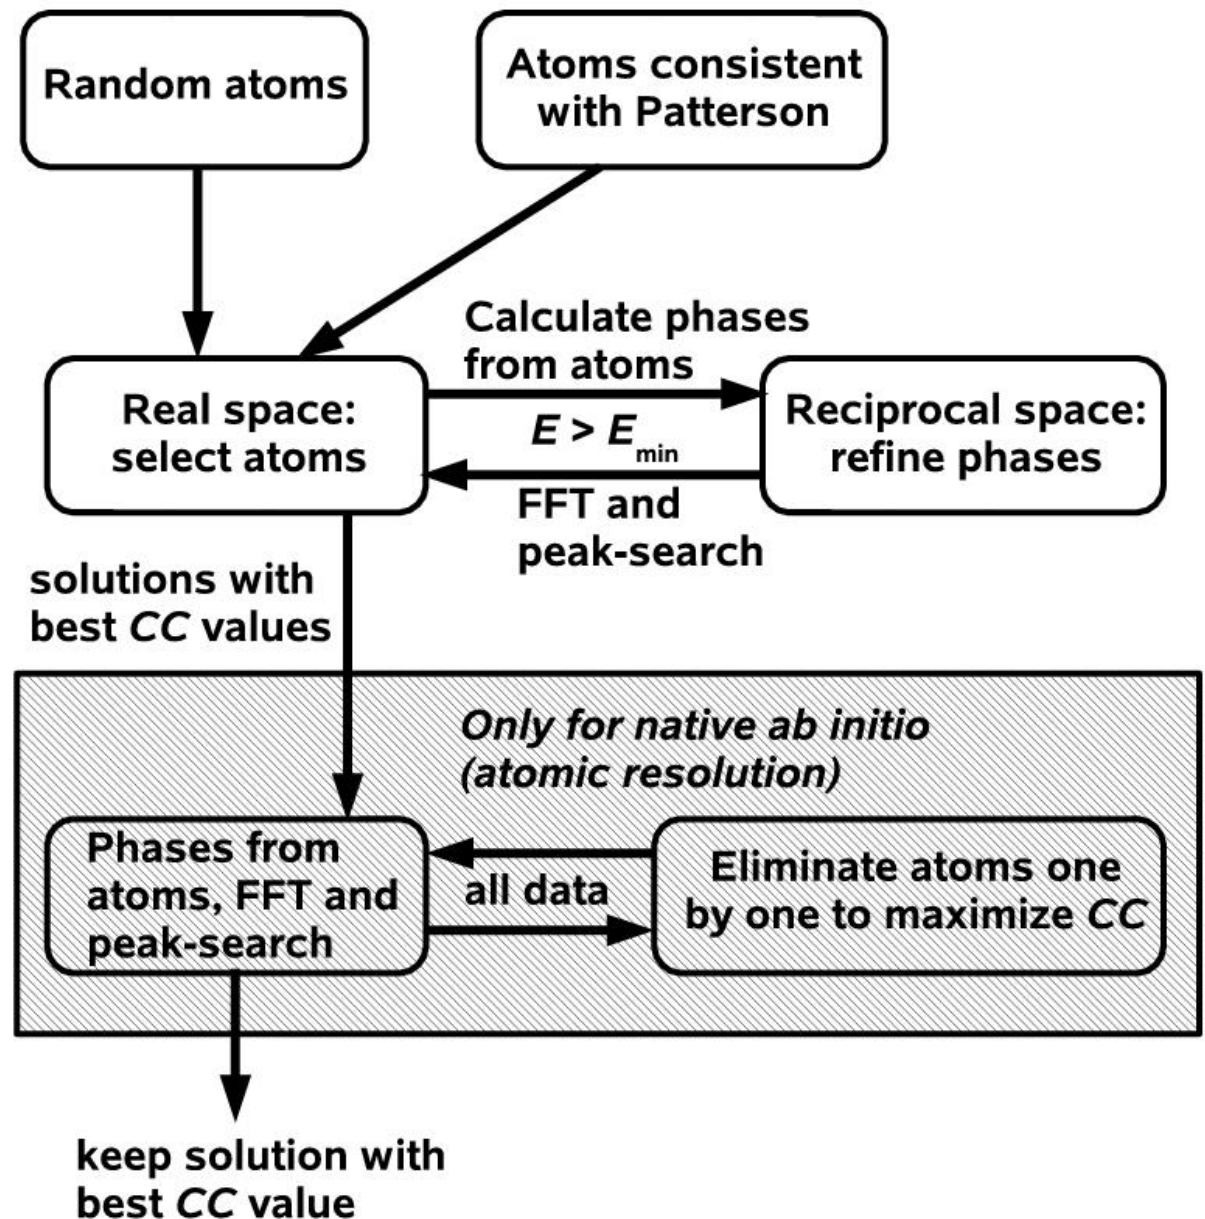 Random atoms
Atoms consistent
with Patterson
Calculate phases
from atoms
Real space:
select atoms
E > Emin
Reciprocal space:
refine phases
FFT and
peak-search
solutions with
best CC values
Only for native ab initio
(atomic resolution)
Phases from
atoms, FFT and
peak-search
all data
Eliminate atoms one
by one to maximize CC
keep solution with
best CC value